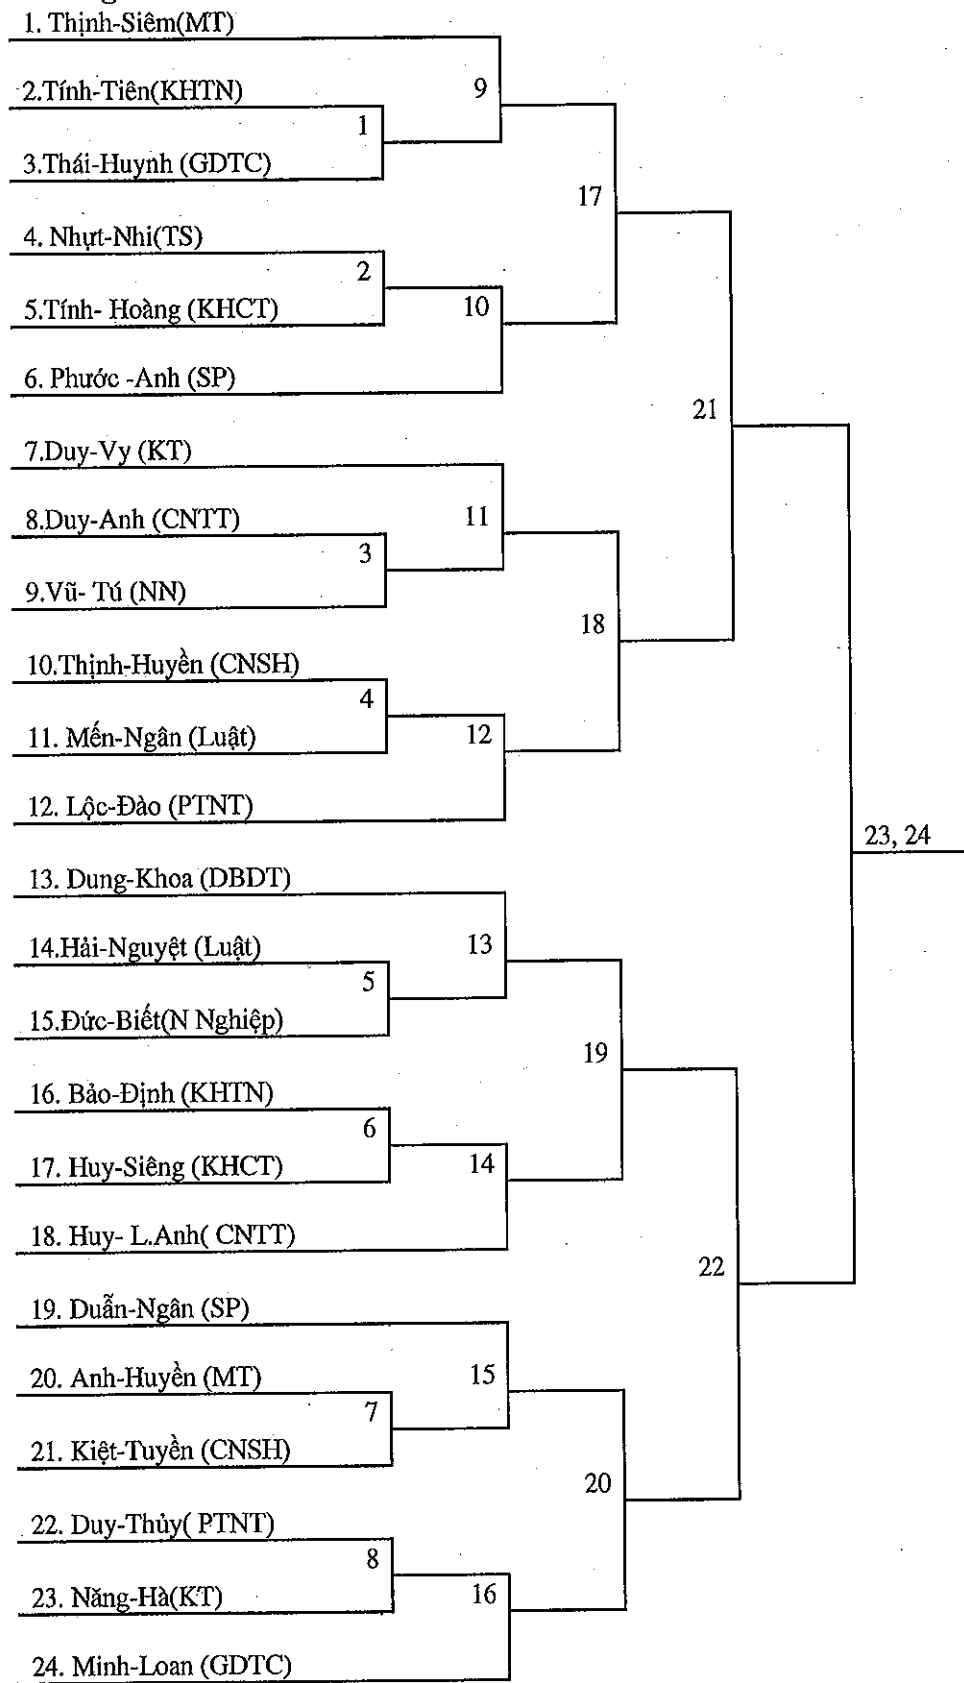 1. Thịnh-Siêm(MT)
2.Tính-Tiên(KHTN)
9
1
3.Thái-Huynh (GDTC)
17
4. Nhựt-Nhi(TS)
2
5.Tính- Hoàng (KHCT)
10
6. Phước -Anh (SP)
21
7.Duy-Vy (KT)
8.Duy-Anh (CNTT)
11
3
9.Vũ- Tú (NN)
18
10.Thịnh-Huyền (CNSH)
4
11. Mến-Ngân (Luật)
12
12. Lộc-Đào (PTNT)
23, 24
13. Dung-Khoa (DBDT)
14.Hải-Nguyệt (Luật)
13
5
15.Đức-Biết(N Nghiệp)
19
16. Bảo-Định (KHTN)
6
17. Huy-Siêng (KHCT)
14
18. Huy- L.Anh( CNTT)
22
19. Duẫn-Ngân (SP)
20. Anh-Huyền (MT)
15
7
21. Kiệt-Tuyền (CNSH)
20
22. Duy-Thủy( PTNT)
8
23. Năng-Hà(KT)
16
24. Minh-Loan (GDTC)